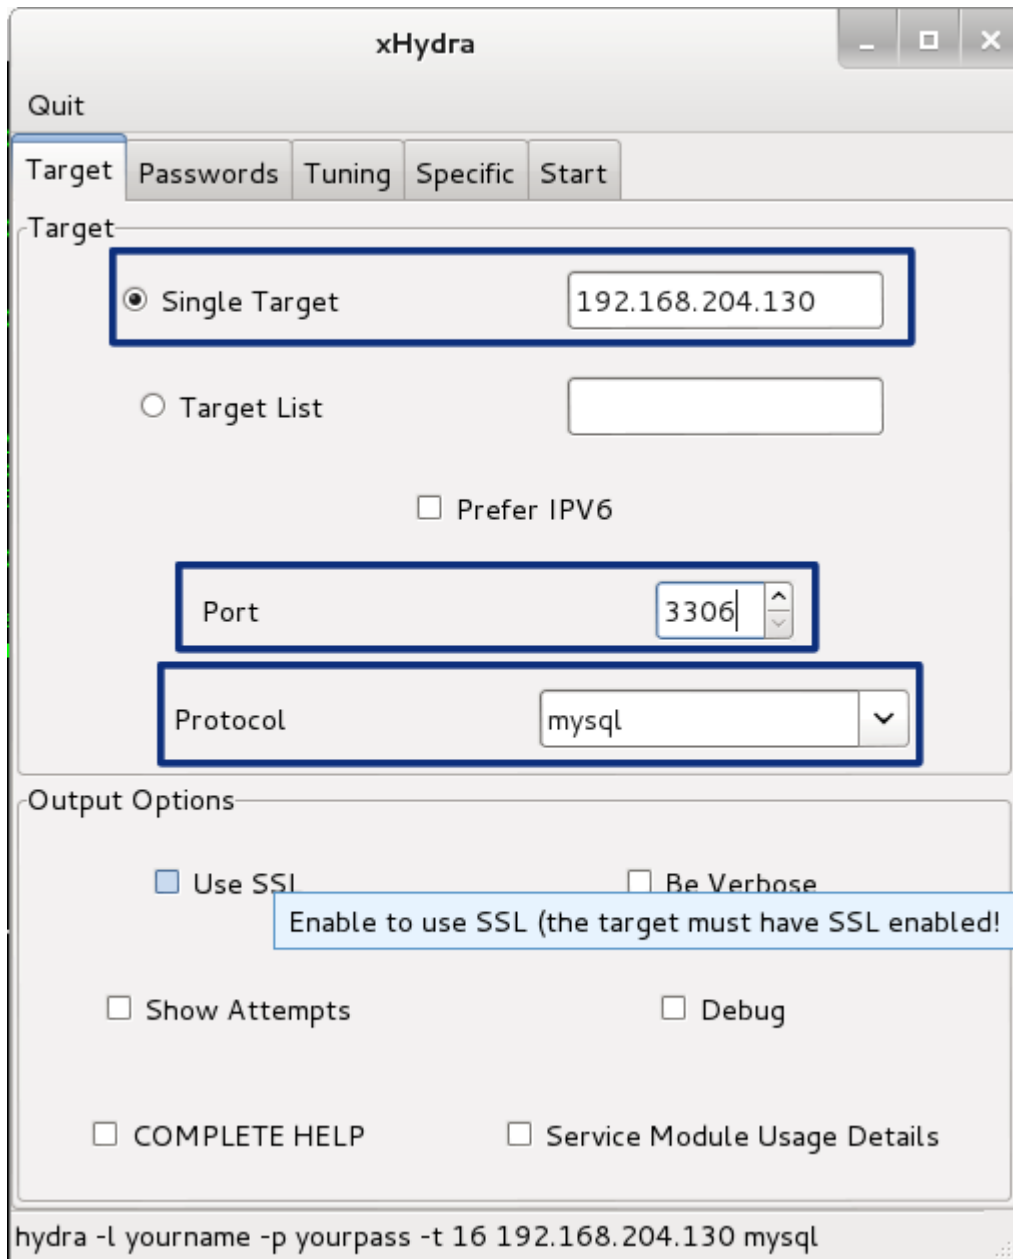 xHydra
Quit
Target Passwords Tuning Specific Start
Target
Single Target 192.168.204.130
Target List
Prefer IPV6
Port 3306
Protocol mysql
Output Options
Use SSL Be Verbose
Enable to use SSL (the target must have SSL enabled!
Show Attempts Debug
COMPLETE HELP Service Module Usage Details
hydra -l yourname -p yourpass -t 16 192.168.204.130 mysql